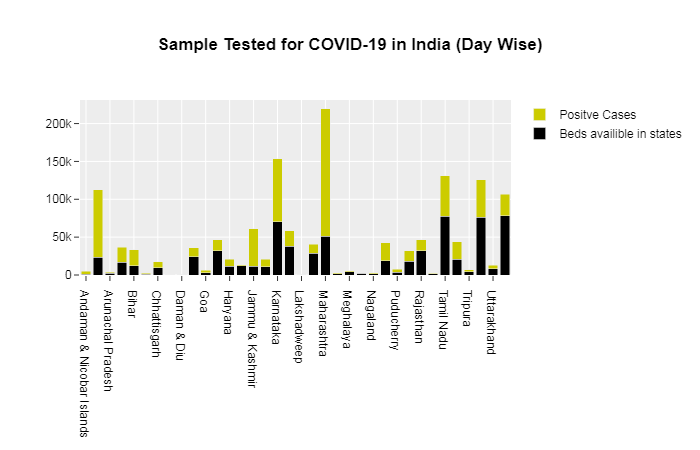 Sample Tested for COVID-19 in India (Day Wise)
Positve Cases
Beds availible in states
200k
150k
100k
50k
0
Andaman & Nicobar Islands
Arunachal Pradesh
Bihar
Chhattisgarh
Daman & Diu
Goa
Haryana
Jammu & Kashmir
Karnataka
Lakshadweep
Maharashtra
Meghalaya
Nagaland
Puducherry
Rajasthan
Tamil Nadu
Tripura
Uttarakhand